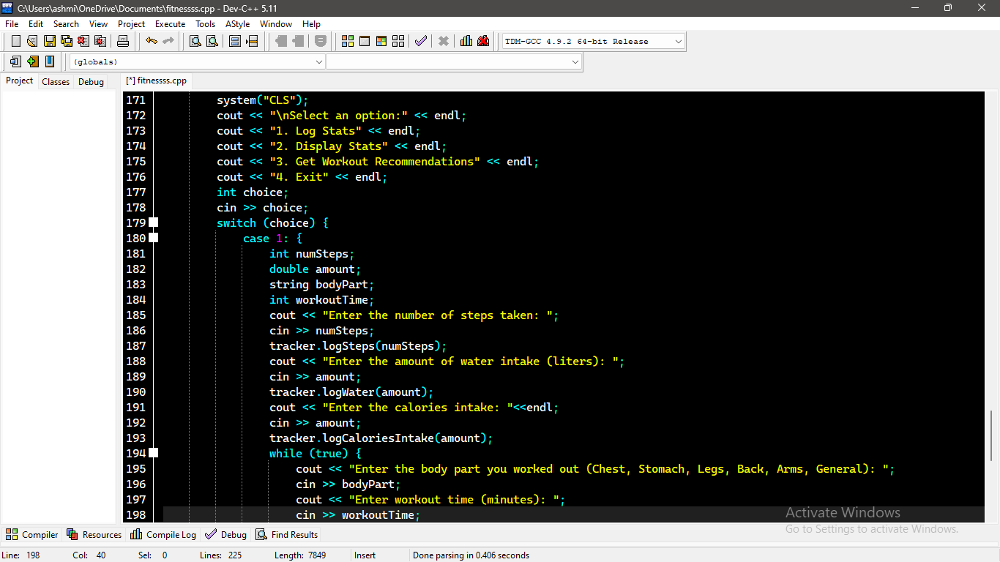 C:\Users\ashmi\OneDrive\Documents\fitnessss.cpp - Dev-C++ 5.11
File Edit Search View Project Execute Tools AStyle Window Help
TDM-GCC 4.9.2 64-bit Release
(globals)
Project Classes Debug [*] fitnessss.cpp
171 system("CLS");
172 cout << "\nSelect an option:" << endl;
173 cout << "1. Log Stats" << endl;
174 cout << "2. Display Stats" << endl;
175 cout << "3. Get Workout Recommendations" << endl;
176 cout << "4. Exit" << endl;
177 int choice;
178 cin >> choice;
179 switch (choice) {
180 case 1: {
181 int numSteps;
182 double amount;
183 string bodyPart;
184 int workoutTime;
185 cout << "Enter the number of steps taken: ";
186 cin >> numSteps;
187 tracker.logSteps(numSteps);
188 cout << "Enter the amount of water intake (liters): ";
189 cin >> amount;
190 tracker.logWater(amount);
191 cout << "Enter the calories intake: "<<endl;
192 cin >> amount;
193 tracker.logCaloriesIntake(amount);
194 while (true) {
195 cout << "Enter the body part you worked out (Chest, Stomach, Legs, Back, Arms, General): ";
196 cin >> bodyPart;
197 cout << "Enter workout time (minutes): ";
198 cin >> workoutTime;
Activate Windows
Go to Settings to activate Windows.
Compiler Resources Compile Log Debug Find Results
Line: 198 Col: 40 Sel: 0 Lines: 225 Length: 7849 Insert Done parsing in 0.406 seconds